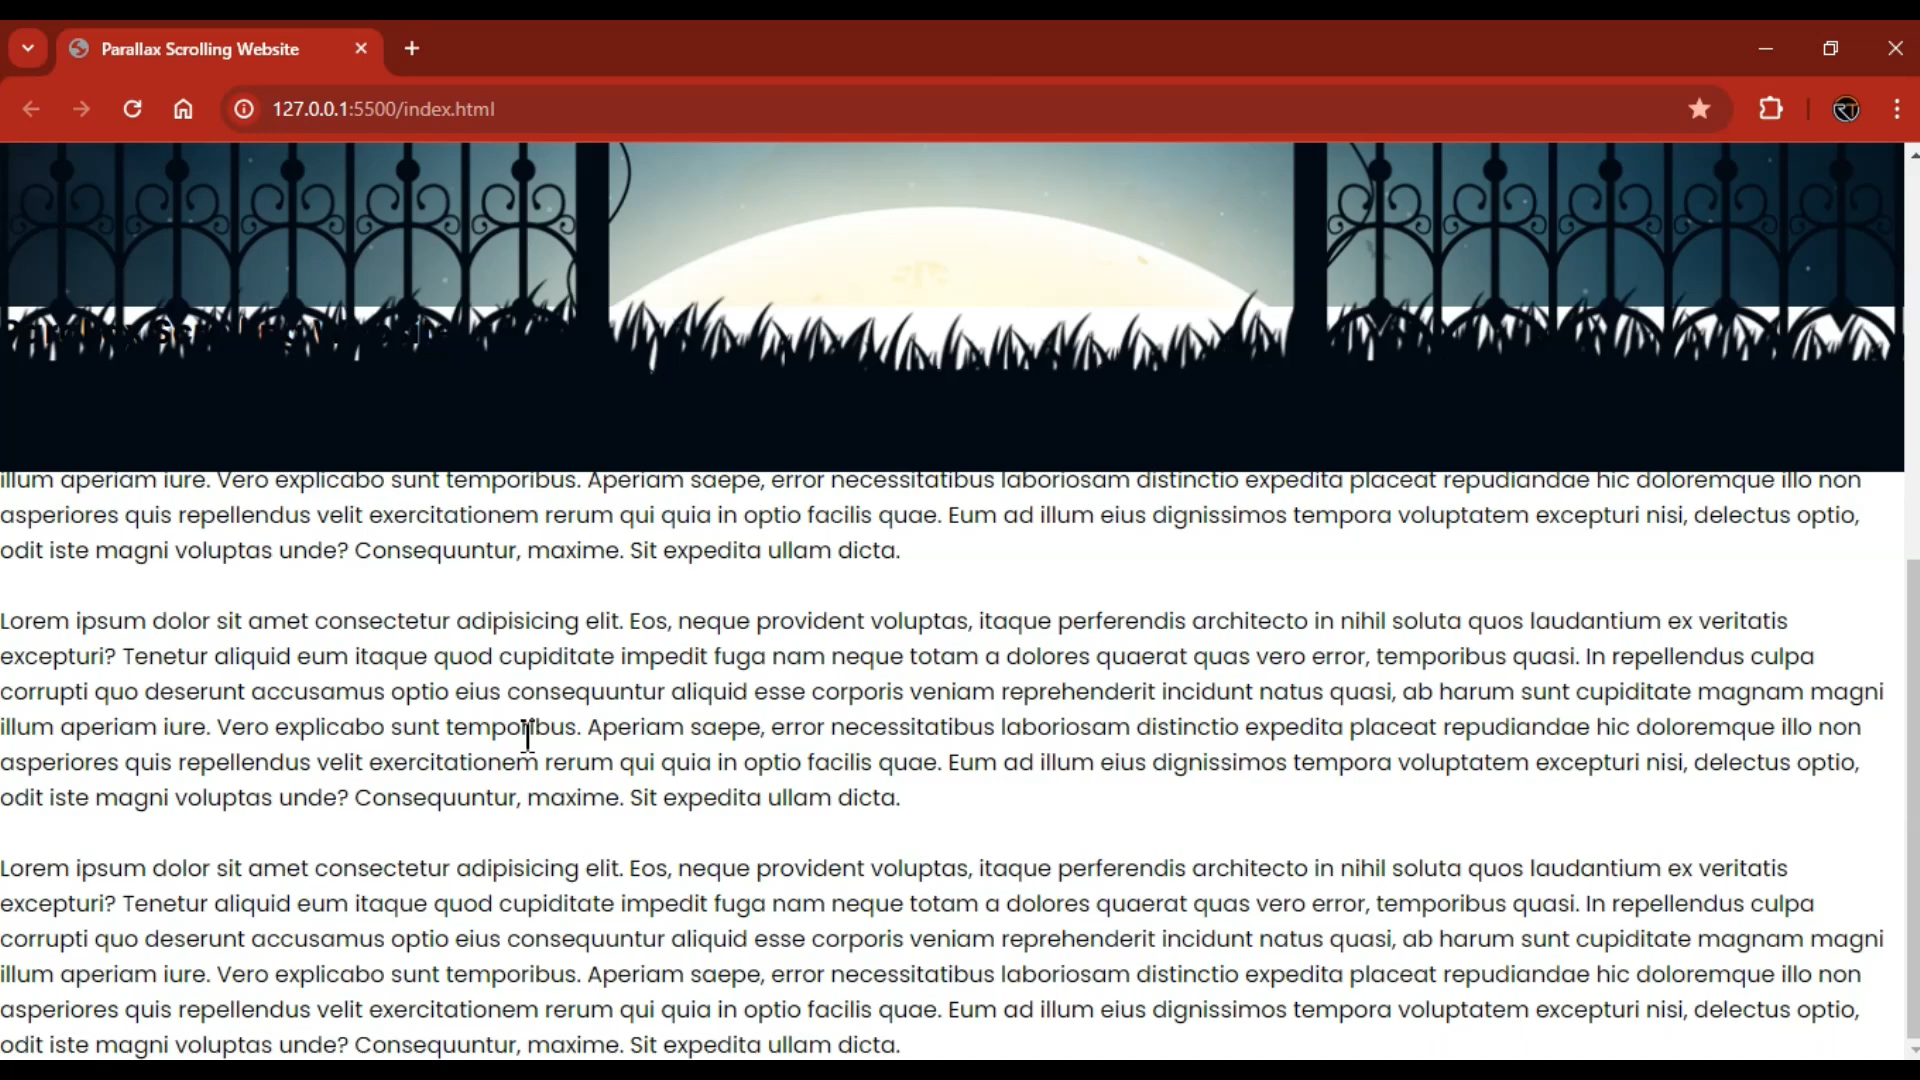 Parallax Scrolling Website
127.0.0.1:5500/index.html
Parallax Scrolling Website
illum aperiam iure. Vero explicabo sunt temporibus. Aperiam saepe, error necessitatibus laboriosam distinctio expedita placeat repudiandae hic doloremque illo non
asperiores quis repellendus velit exercitationem rerum qui quia in optio facilis quae. Eum ad illum eius dignissimos tempora voluptatem excepturi nisi, delectus optio,
odit iste magni voluptas unde? Consequuntur, maxime. Sit expedita ullam dicta.
Lorem ipsum dolor sit amet consectetur adipisicing elit. Eos, neque provident voluptas, itaque perferendis architecto in nihil soluta quos laudantium ex veritatis
excepturi? Tenetur aliquid eum itaque quod cupiditate impedit fuga nam neque totam a dolores quaerat quas vero error, temporibus quasi. In repellendus culpa
corrupti quo deserunt accusamus optio eius consequuntur aliquid esse corporis veniam reprehenderit incidunt natus quasi, ab harum sunt cupiditate magnam magni
illum aperiam iure. Vero explicabo sunt temporibus. Aperiam saepe, error necessitatibus laboriosam distinctio expedita placeat repudiandae hic doloremque illo non
asperiores quis repellendus velit exercitationem rerum qui quia in optio facilis quae. Eum ad illum eius dignissimos tempora voluptatem excepturi nisi, delectus optio,
odit iste magni voluptas unde? Consequuntur, maxime. Sit expedita ullam dicta.
Lorem ipsum dolor sit amet consectetur adipisicing elit. Eos, neque provident voluptas, itaque perferendis architecto in nihil soluta quos laudantium ex veritatis
excepturi? Tenetur aliquid eum itaque quod cupiditate impedit fuga nam neque totam a dolores quaerat quas vero error, temporibus quasi. In repellendus culpa
corrupti quo deserunt accusamus optio eius consequuntur aliquid esse corporis veniam reprehenderit incidunt natus quasi, ab harum sunt cupiditate magnam magni
illum aperiam iure. Vero explicabo sunt temporibus. Aperiam saepe, error necessitatibus laboriosam distinctio expedita placeat repudiandae hic doloremque illo non
asperiores quis repellendus velit exercitationem rerum qui quia in optio facilis quae. Eum ad illum eius dignissimos tempora voluptatem excepturi nisi, delectus optio,
odit iste magni voluptas unde? Consequuntur, maxime. Sit expedita ullam dicta.